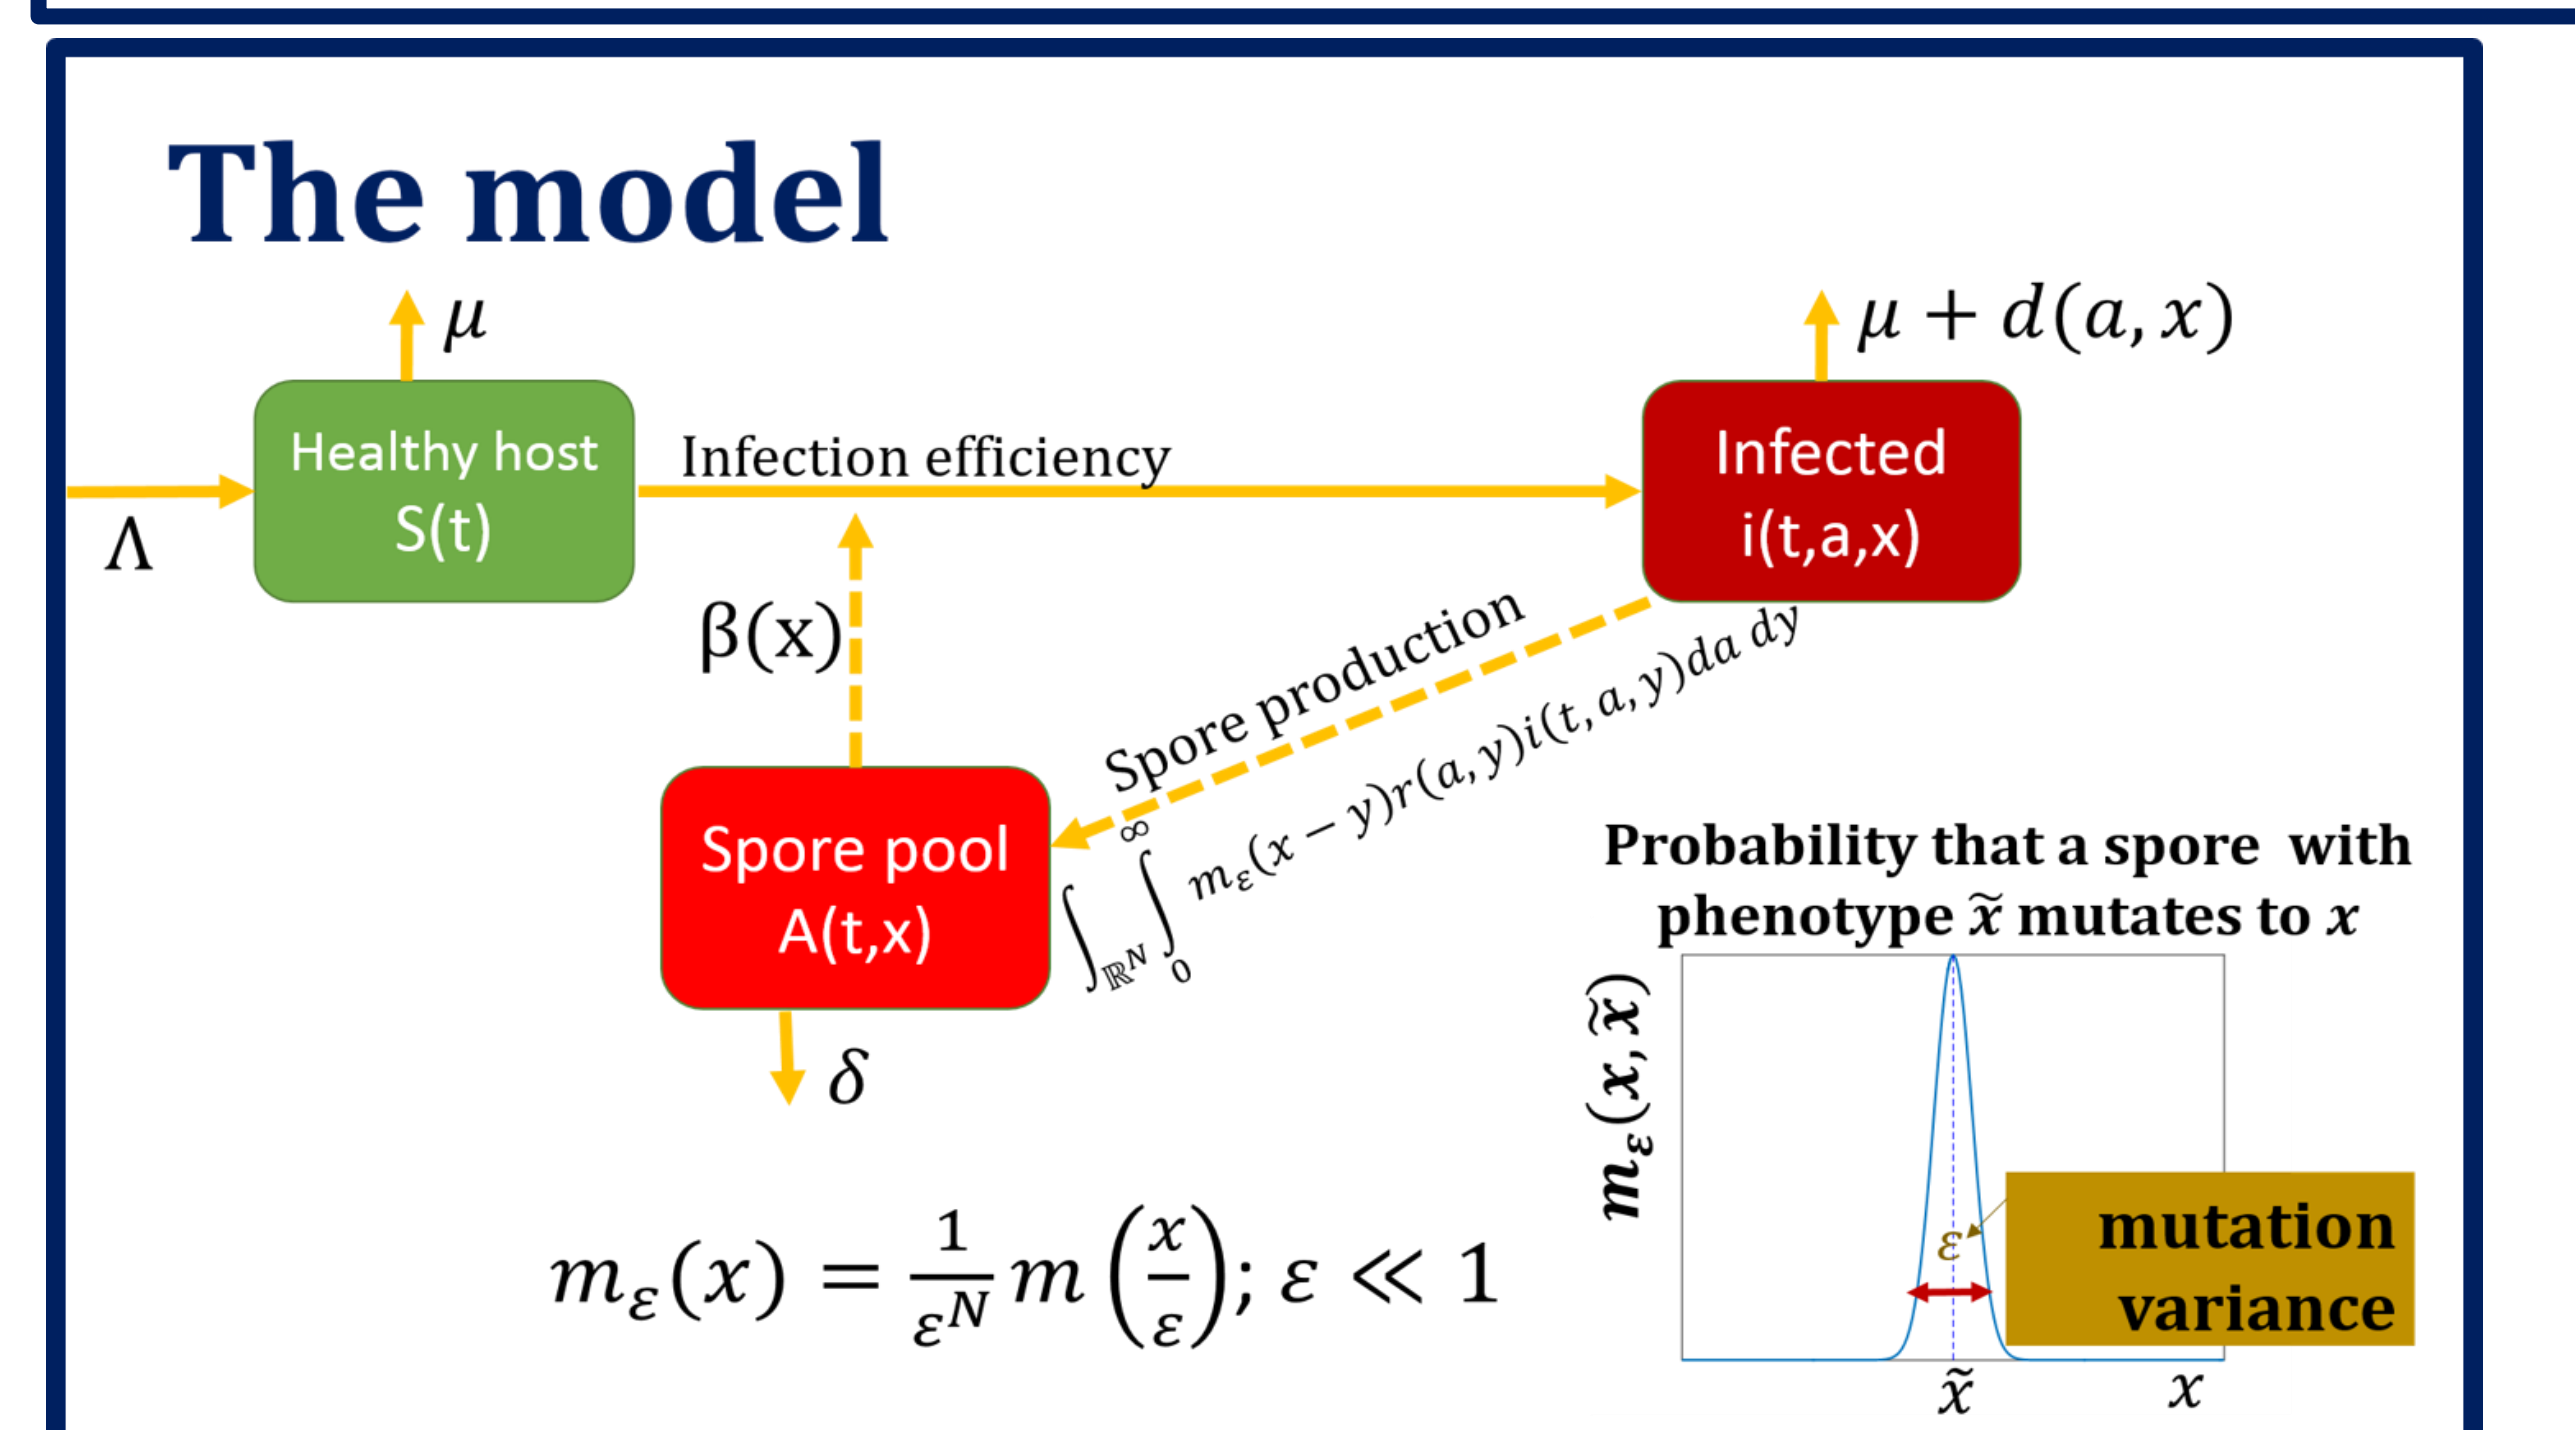 The model
μ
μ + d(a, x)
Healthy host
S(t)
Infection efficiency
Infected
i(t,a,x)
Λ
β(x)
Spore production
∫_{ℝ^N} ∫_0^∞ m_ε(x − y)r(a, y)i(t, a, y)da dy
Spore pool
A(t,x)
δ
Probability that a spore with
phenotype x̃ mutates to x
m_ε(x, x̃)
ε
mutation
variance
x̃
x
m_ε(x) = 1/ε^N m (x/ε); ε ≪ 1